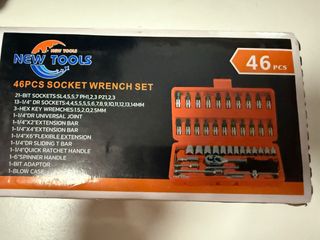 NEW TOOLS
NEW TOOLS
46 PCS
46PCS SOCKET WRENCH SET
21-BIT SOCKETS:SL4,5.5,7 PH1,2,3 PZ1,2,3
13-1/4"DR SOCKETS:4,4.5,5,5.5,6,7,8,9,10,11,12,13,14MM
3-HEX KEY WRENCHES:1.5,2.0,2.5MM
1-1/4"DR UNIVERSAL JOINT
1-1/4"X2"EXTENSION BAR
1-1/4"X4"EXTENSION BAR
1-1/4"X6"FLEXIBLE EXTENSION
1-1/4"DR SLIDING T BAR
1-1/4"QUICK RATCHET HANDLE
1-6"SPINNER HANDLE
1-BIT ADAPTOR
1-BLOW CASE